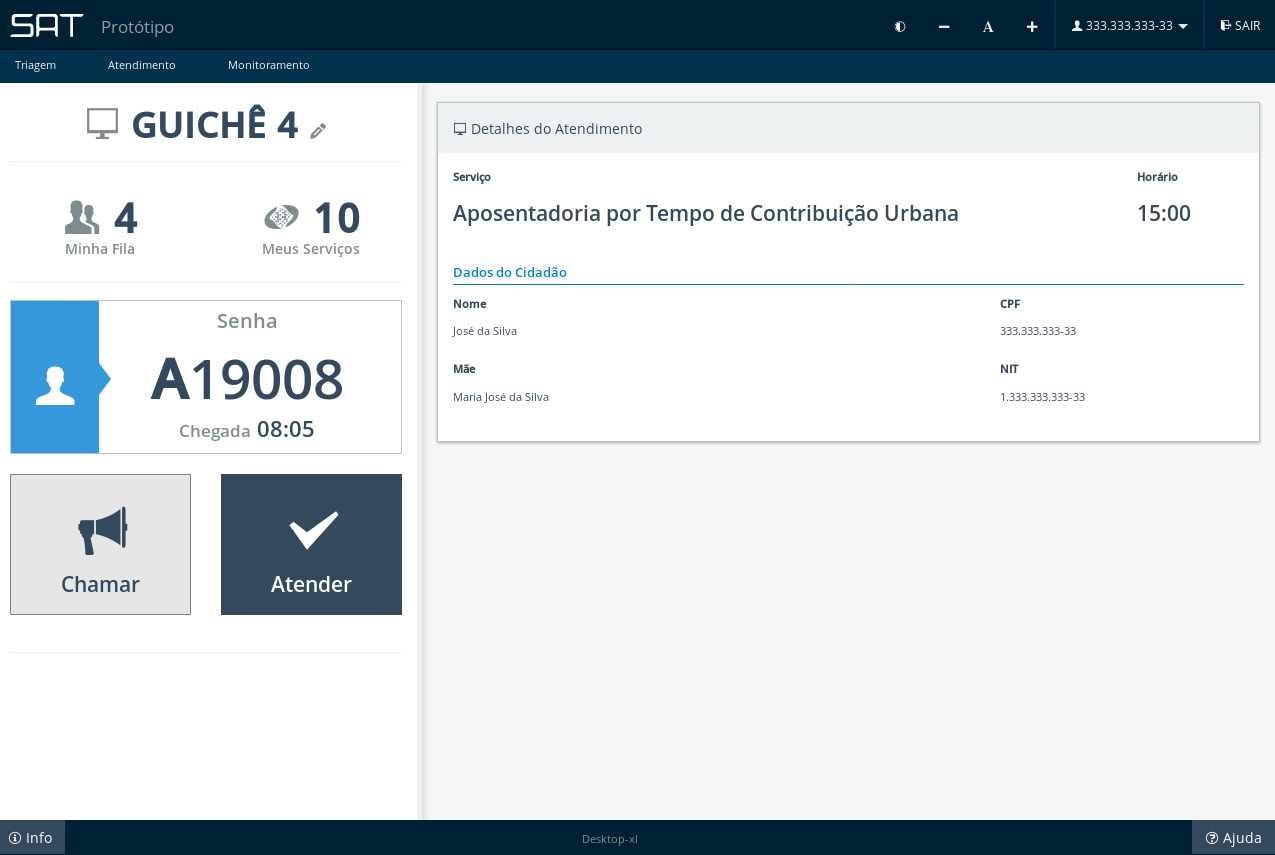 SAT Protótipo
A
333.333.333-33
SAIR
Triagem
Atendimento
Monitoramento
GUICHÊ 4
4
Minha Fila
10
Meus Serviços
Senha
A19008
Chegada 08:05
Chamar
Atender
Detalhes do Atendimento
Serviço
Horário
Aposentadoria por Tempo de Contribuição Urbana
15:00
Dados do Cidadão
Nome
CPF
José da Silva
333.333.333-33
Mãe
NIT
Maria José da Silva
1.333.333.333-33
Info
Desktop-xl
Ajuda